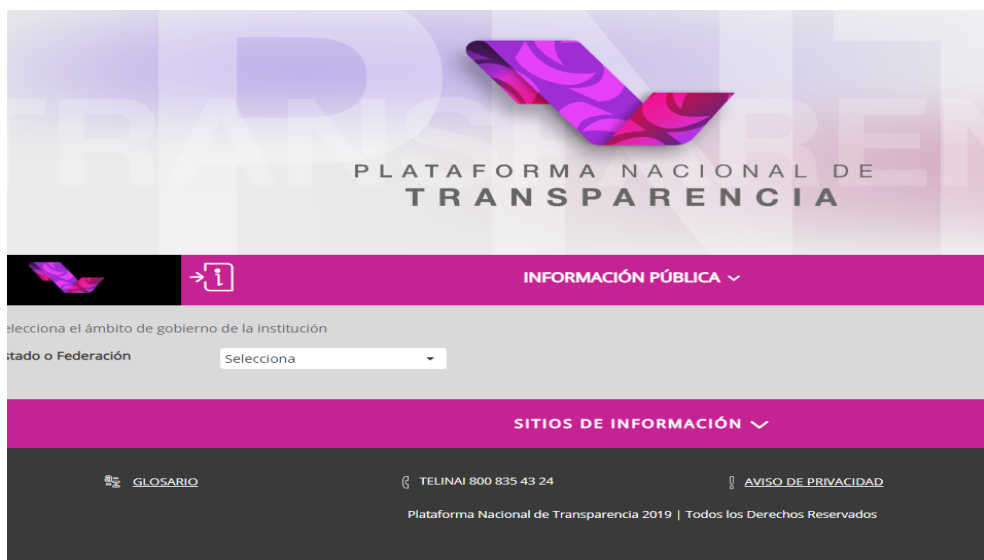 PNT
TRANSPAREN
PLATAFORMA NACIONAL DE
TRANSPARENCIA
i
INFORMACIÓN PÚBLICA
elecciona el ámbito de gobierno de la institución
stado o Federación
Selecciona
SITIOS DE INFORMACIÓN
GLOSARIO
TELINAI 800 835 43 24
AVISO DE PRIVACIDAD
Plataforma Nacional de Transparencia 2019 | Todos los Derechos Reservados